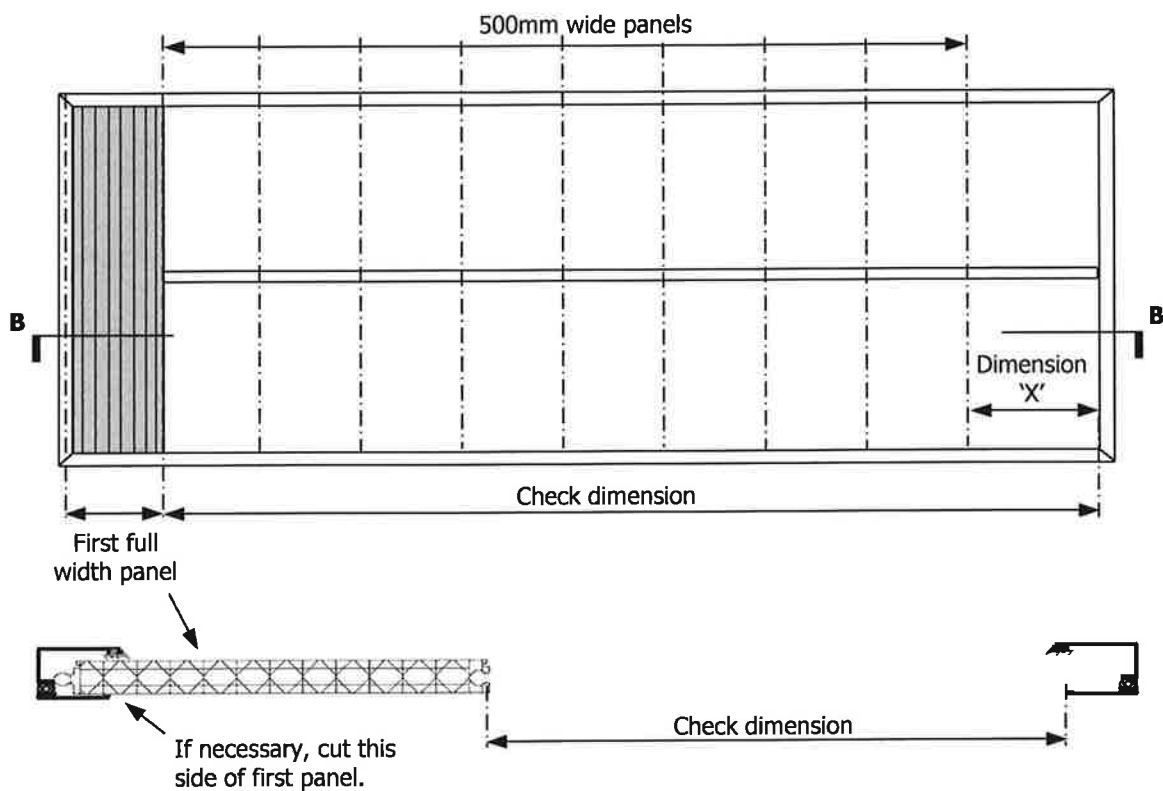 500mm wide panels
B
B
Dimension
‘X’
Check dimension
First full
width panel
Check dimension
If necessary, cut this
side of first panel.